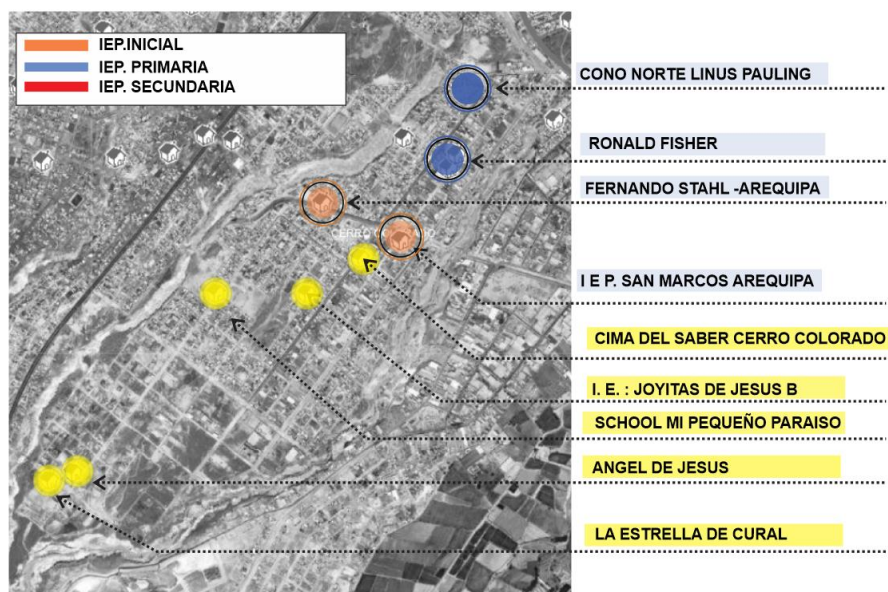 IEP.INICIAL
IEP. PRIMARIA
IEP. SECUNDARIA
CONO NORTE LINUS PAULING
RONALD FISHER
FERNANDO STAHL -AREQUIPA
I E P. SAN MARCOS AREQUIPA
CIMA DEL SABER CERRO COLORADO
I. E. : JOYITAS DE JESUS B
SCHOOL MI PEQUEÑO PARAISO
ANGEL DE JESUS
LA ESTRELLA DE CURAL